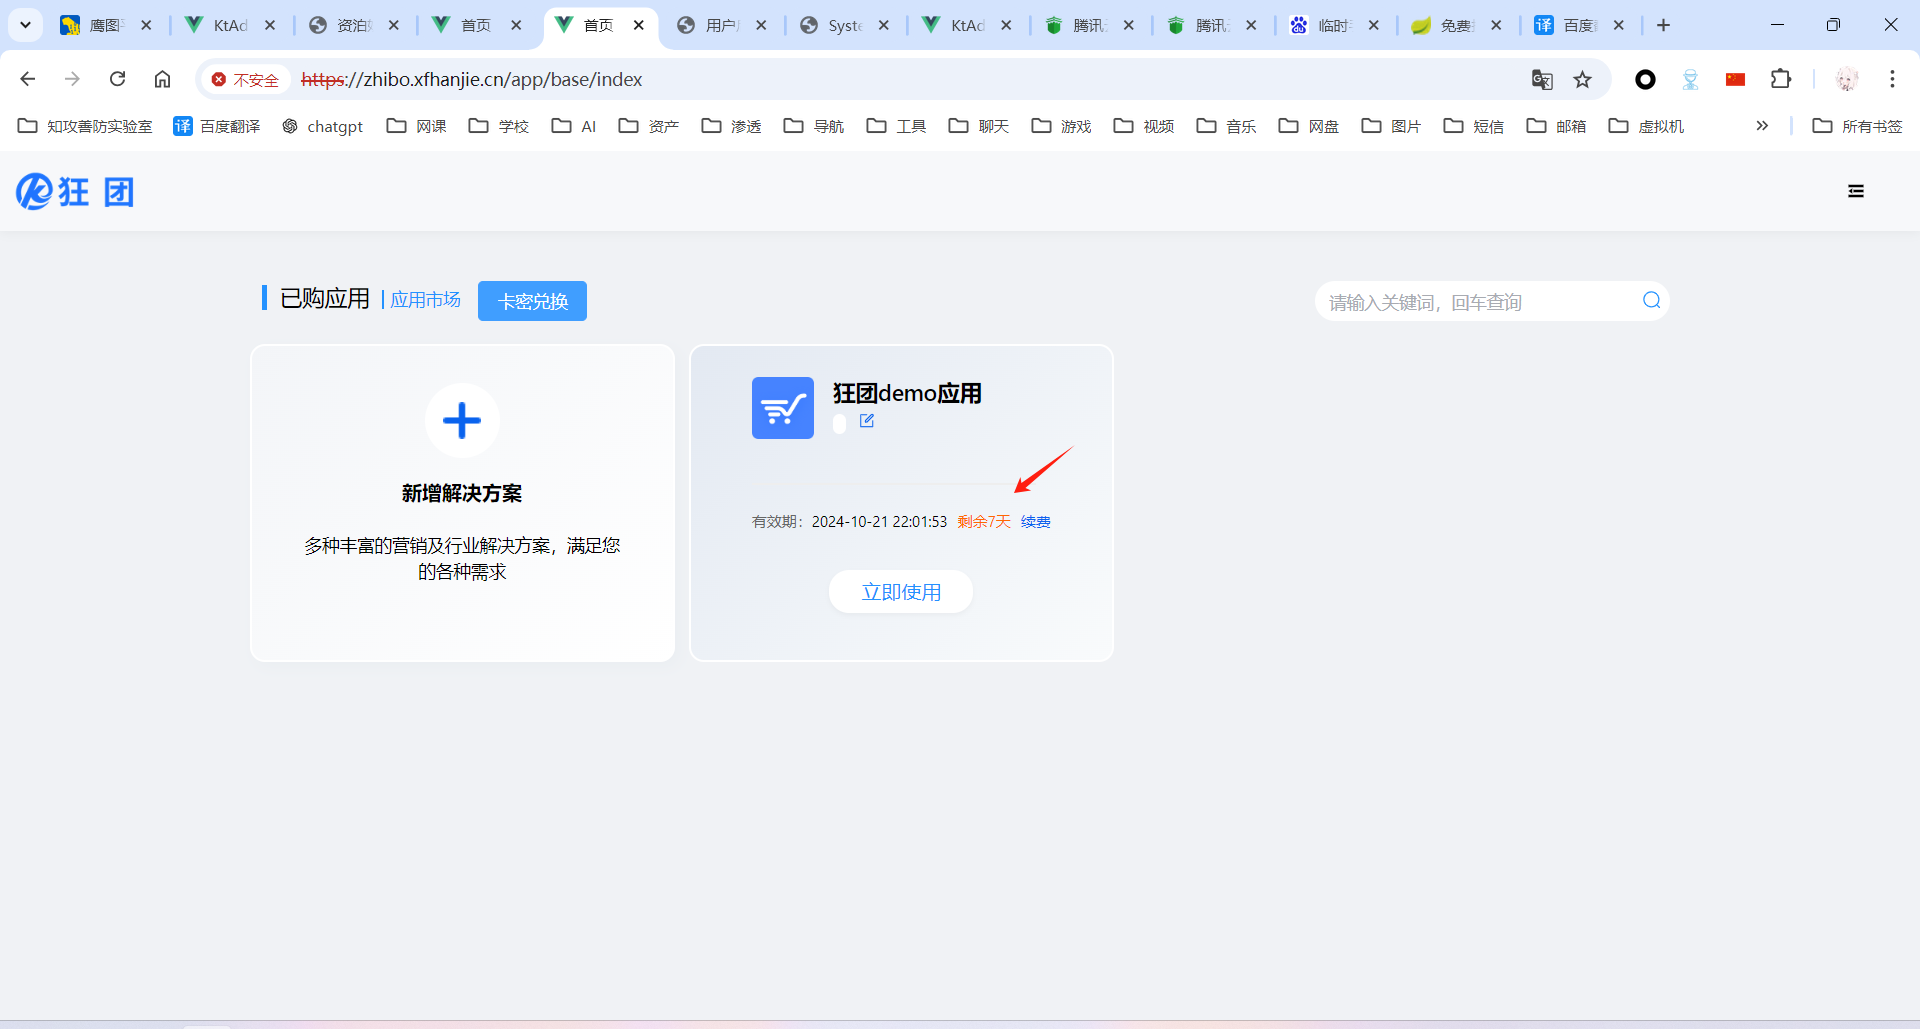 鹰图
KtAd
资泊
首页
首页
用户
Syste
KtAd
腾讯
腾讯
临时
免费
百度
不安全
https://zhibo.xfhanjie.cn/app/base/index
知攻善防实验室
译 百度翻译
chatgpt
网课
学校
AI
资产
渗透
导航
工具
聊天
游戏
视频
音乐
网盘
图片
短信
邮箱
虚拟机
所有书签
狂团
已购应用
应用市场
卡密兑换
请输入关键词，回车查询
新增解决方案
多种丰富的营销及行业解决方案，满足您
的各种需求
狂团demo应用
有效期：2024-10-21 22:01:53 剩余7天 续费
立即使用